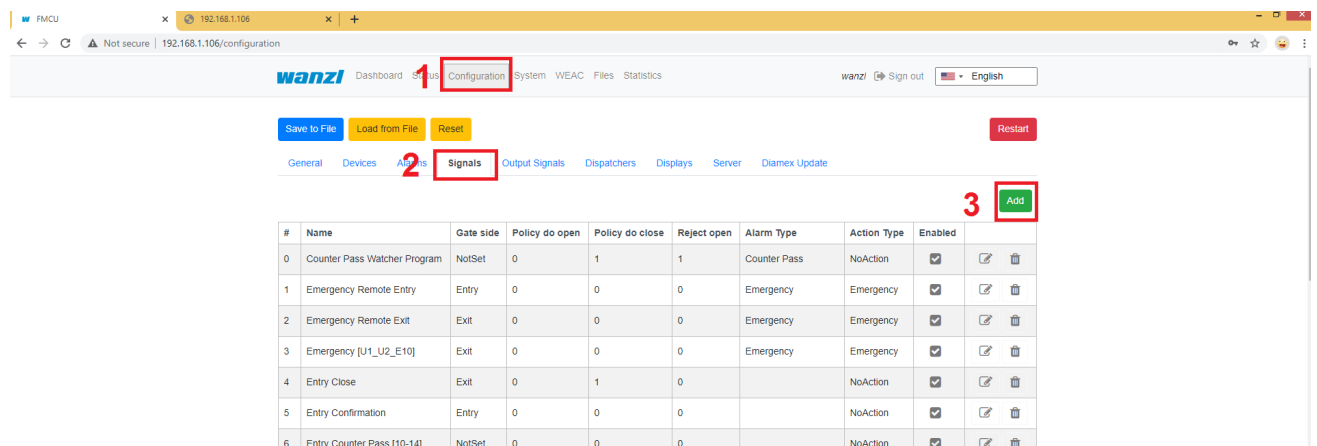 FMCU
192.168.1.106
Not secure 192.168.1.106/configuration
wanzl Dashboard Status Configuration System WEAC Files Statistics wanzl Sign out English
1
Save to File Load from File Reset Restart
General Devices Alarms Signals Output Signals Dispatchers Displays Server Diamex Update
2
3 Add
# Name Gate side Policy do open Policy do close Reject open Alarm Type Action Type Enabled
0 Counter Pass Watcher Program NotSet 0 1 1 Counter Pass NoAction
1 Emergency Remote Entry Entry 0 0 0 Emergency Emergency
2 Emergency Remote Exit Exit 0 0 0 Emergency Emergency
3 Emergency [U1_U2_E10] Exit 0 0 0 Emergency Emergency
4 Entry Close Exit 0 1 0 NoAction
5 Entry Confirmation Entry 0 0 0 NoAction
6 Entry Counter Pass [10-14] NotSet 0 0 0 NoAction